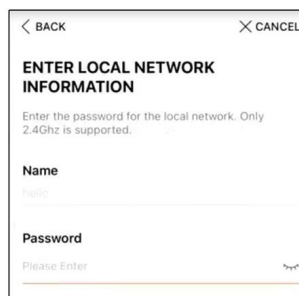 BACK
CANCEL
ENTER LOCAL NETWORK
INFORMATION
Enter the password for the local network. Only
2.4Ghz is supported.
Name
hello
Password
Please Enter